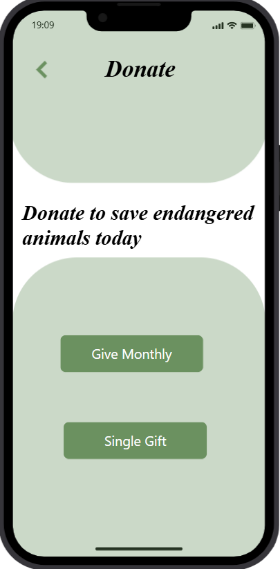 19:09
Donate
Donate to save endangered
animals today
Give Monthly
Single Gift